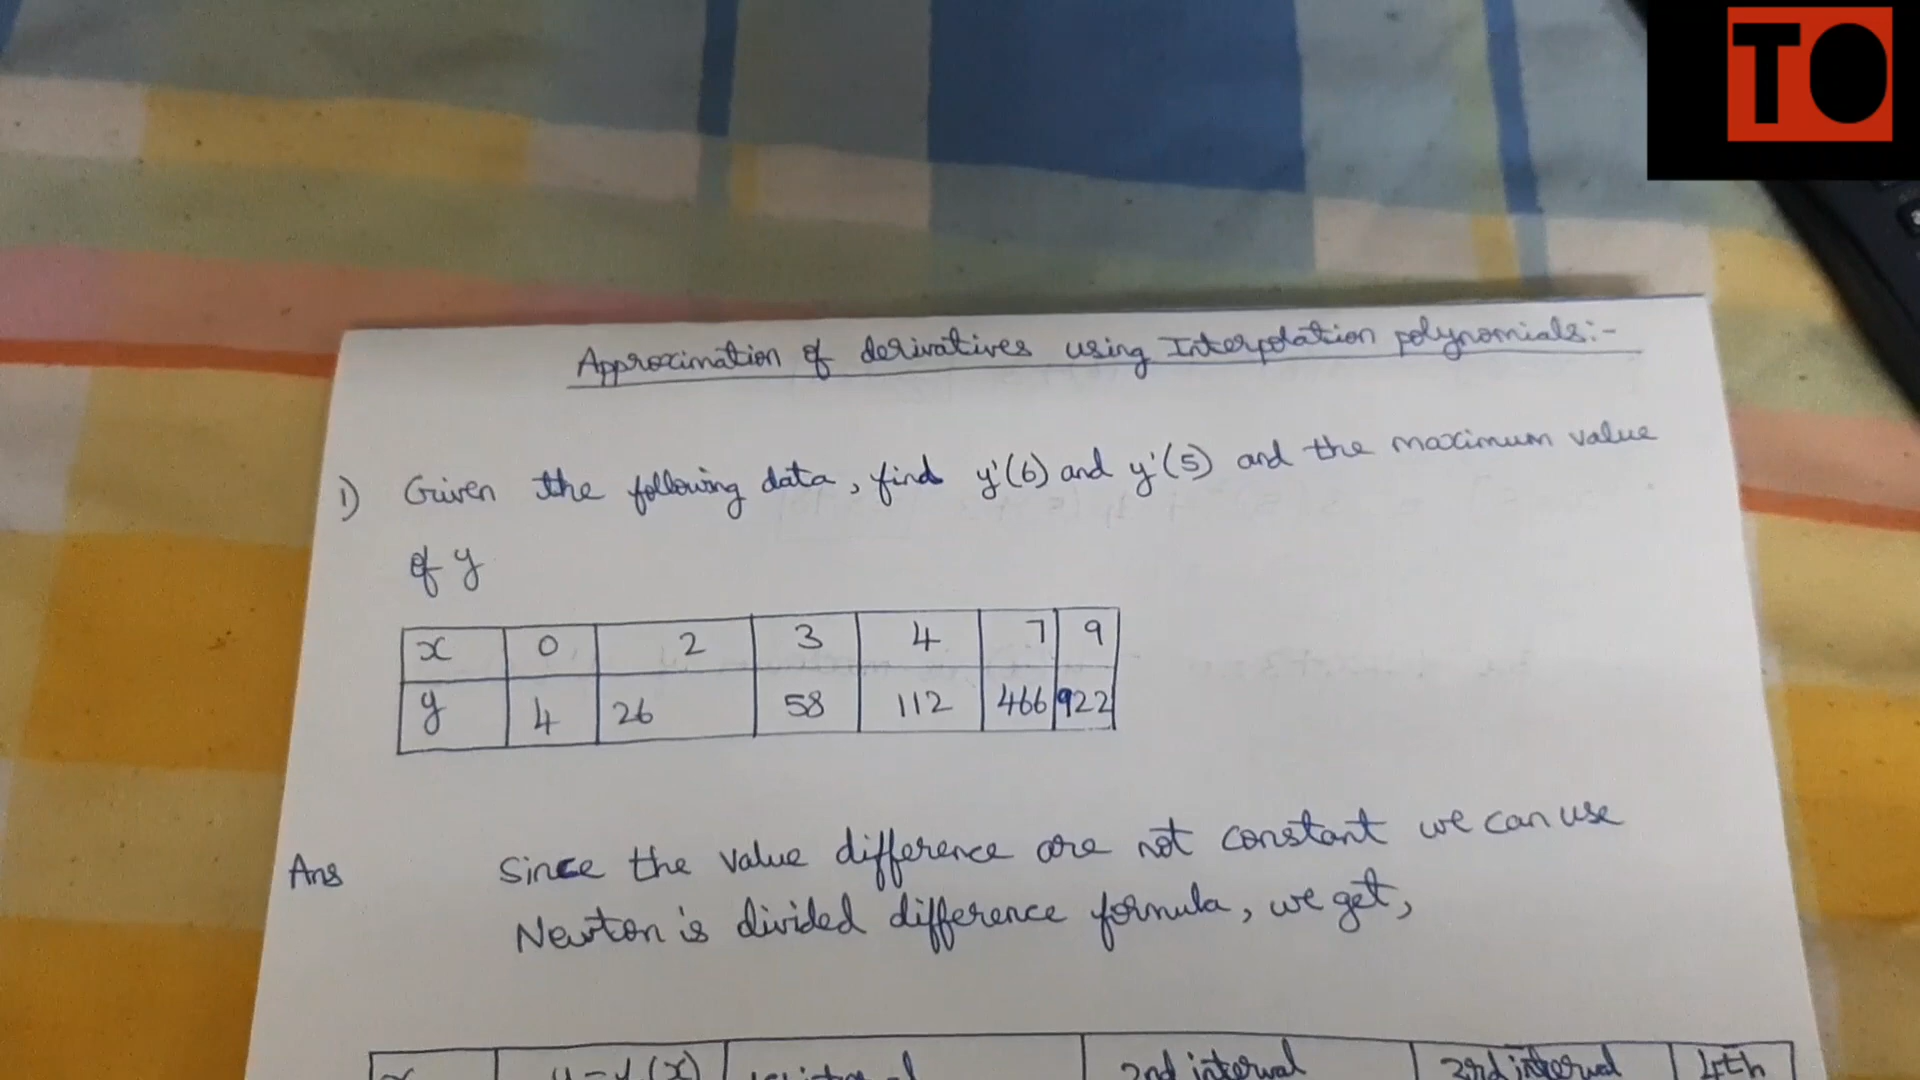 TO
Approximation of derivatives using Interpolation polynomials:-
1) Given the following data, find y'(6) and y'(5) and the maximum value
of y
x 0 2 3 4 7 9
y 4 26 58 112 466 922
Ans Since the value difference are not constant we can use
Newton is divided difference formula, we get,
2nd interval 3rd interval 4th